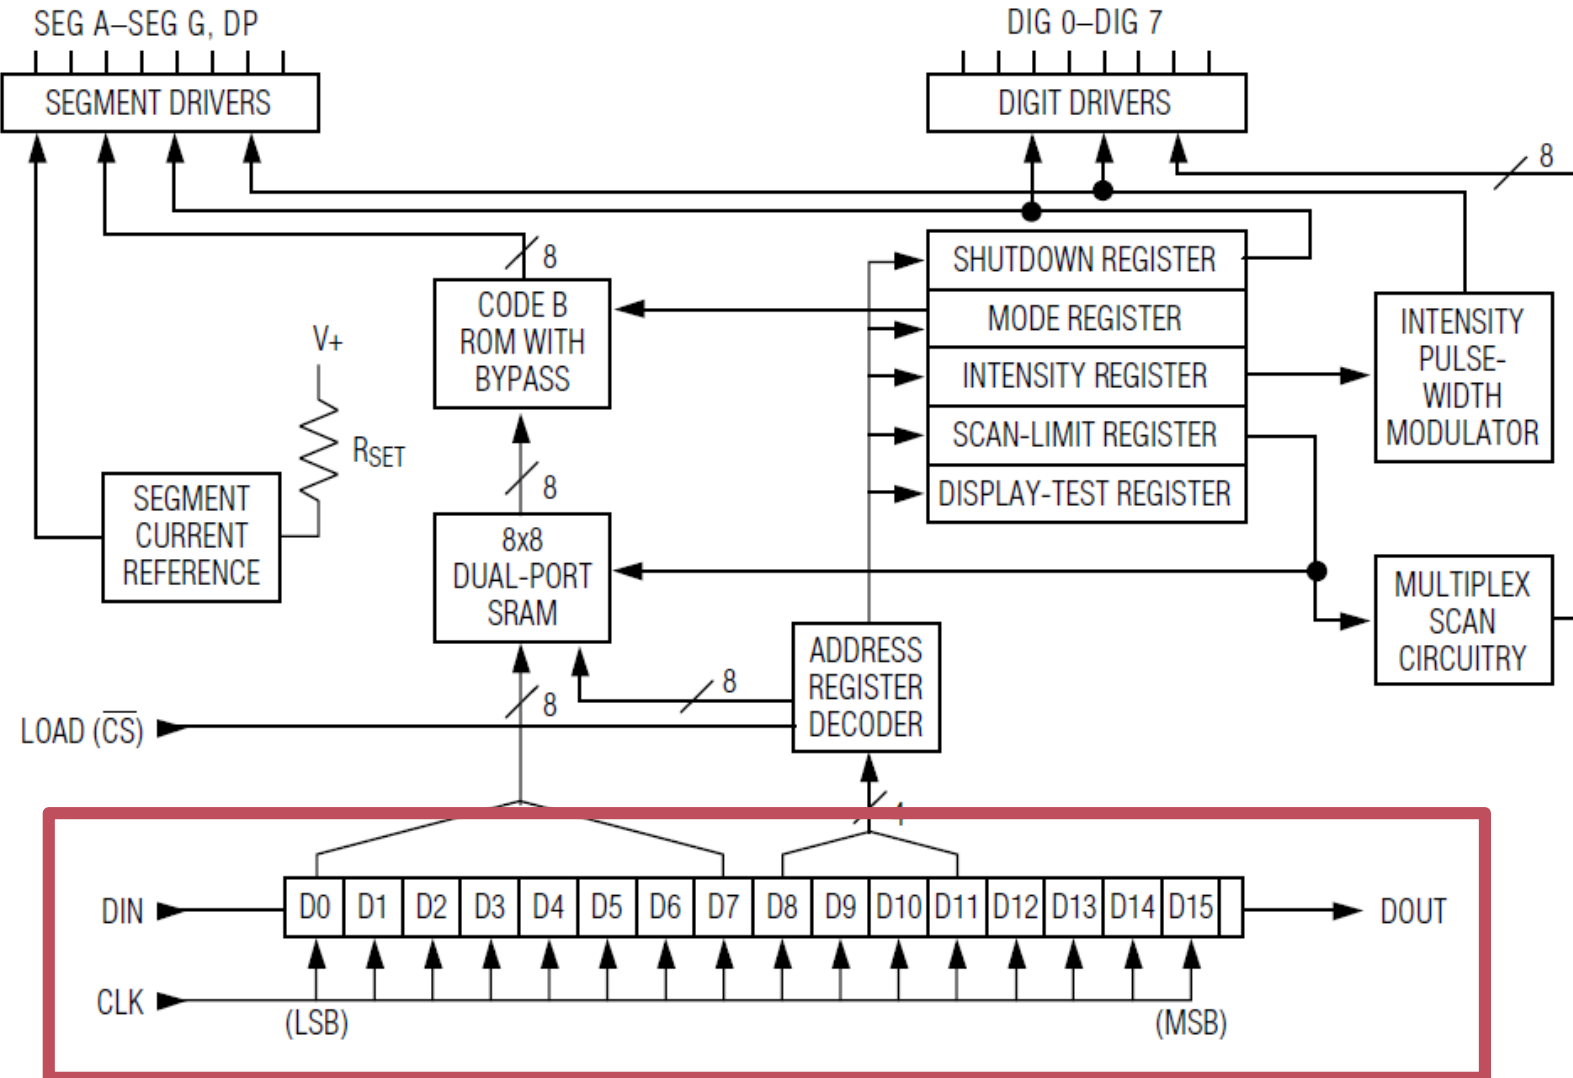 SEG A–SEG G, DP
DIG 0–DIG 7
SEGMENT DRIVERS
DIGIT DRIVERS
8
8
SHUTDOWN REGISTER
MODE REGISTER
INTENSITY REGISTER
SCAN-LIMIT REGISTER
DISPLAY-TEST REGISTER
CODE B
ROM WITH
BYPASS
INTENSITY
PULSE-
WIDTH
MODULATOR
V+
RSET
8
SEGMENT
CURRENT
REFERENCE
8x8
DUAL-PORT
SRAM
MULTIPLEX
SCAN
CIRCUITRY
ADDRESS
REGISTER
DECODER
8
8
LOAD (C̅S̅)
DIN
D0 D1 D2 D3 D4 D5 D6 D7 D8 D9 D10 D11 D12 D13 D14 D15
DOUT
CLK
(LSB)
(MSB)